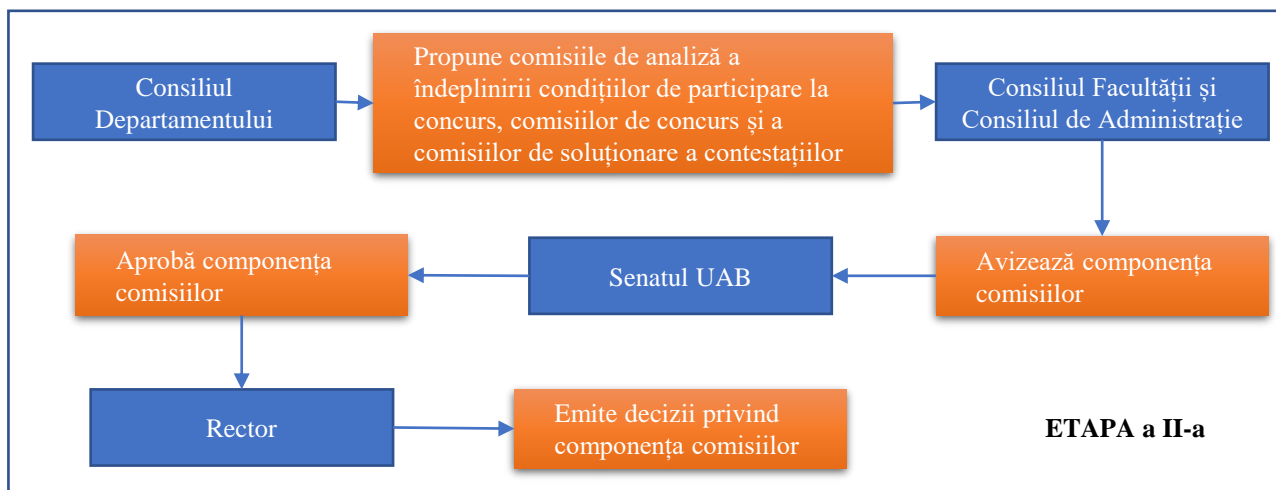 Consiliul
Departamentului
Propune comisiile de analiză a
îndeplinirii condițiilor de participare la
concurs, comisiilor de concurs și a
comisiilor de soluționare a contestațiilor
Consiliul Facultății și
Consiliul de Administrație
Avizează componența
comisiilor
Senatul UAB
Aprobă componența
comisiilor
Rector
Emite decizii privind
componența comisiilor
ETAPA a II-a